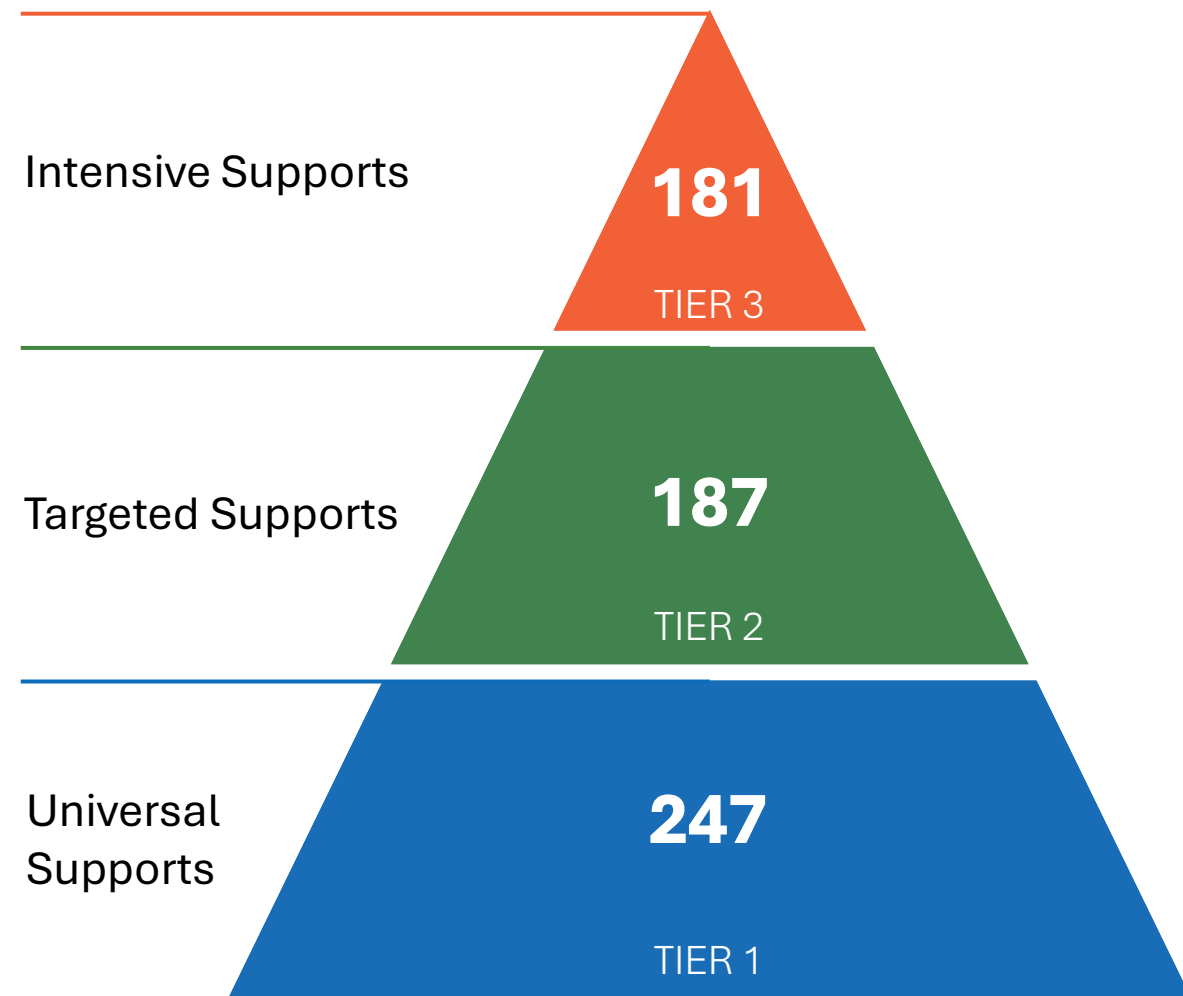 Intensive Supports
181
TIER 3
Targeted Supports
187
TIER 2
Universal
Supports
247
TIER 1